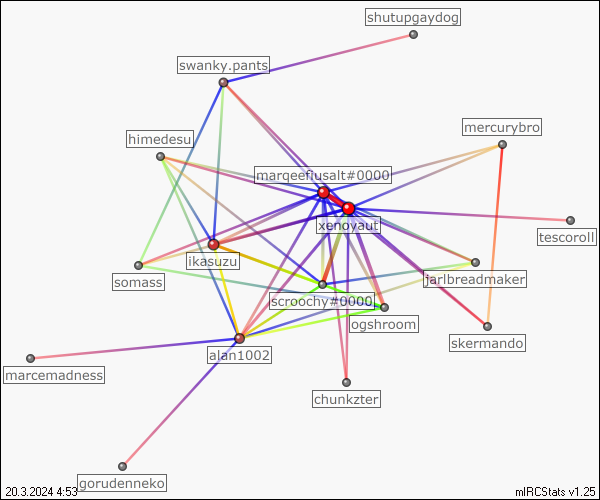 shutupgaydog
swanky.pants
mercurybro
himedesu
marqeefiusalt#0000
xenoyaut
tescoroll
ikasuzu
somass
jarlbreadmaker
scroochy#0000
ogshroom
skermando
alan1002
marcemadness
chunkzter
gorudenneko
20.3.2024 4:53
mIRCStats v1.25